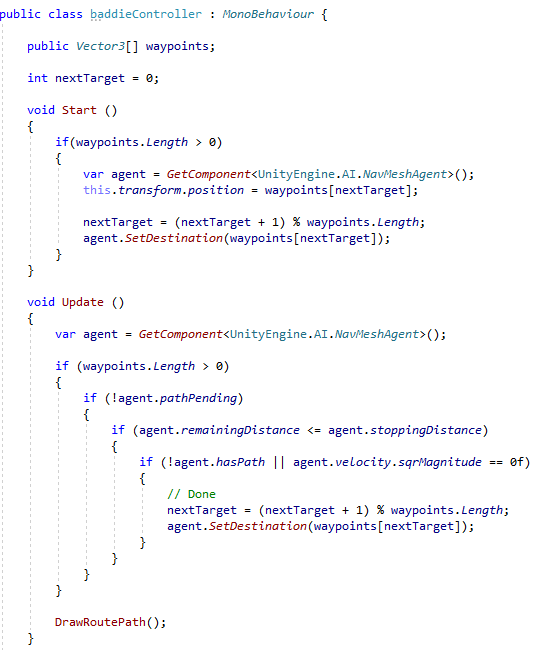 public class baddieController : MonoBehaviour {
public Vector3[] waypoints;
int nextTarget = 0;
void Start ()
{
if(waypoints.Length > 0)
{
var agent = GetComponent<UnityEngine.AI.NavMeshAgent>();
this.transform.position = waypoints[nextTarget];
nextTarget = (nextTarget + 1) % waypoints.Length;
agent.SetDestination(waypoints[nextTarget]);
}
}
void Update ()
{
var agent = GetComponent<UnityEngine.AI.NavMeshAgent>();
if (waypoints.Length > 0)
{
if (!agent.pathPending)
{
if (agent.remainingDistance <= agent.stoppingDistance)
{
if (!agent.hasPath || agent.velocity.sqrMagnitude == 0f)
{
// Done
nextTarget = (nextTarget + 1) % waypoints.Length;
agent.SetDestination(waypoints[nextTarget]);
}
}
}
}
DrawRoutePath();
}